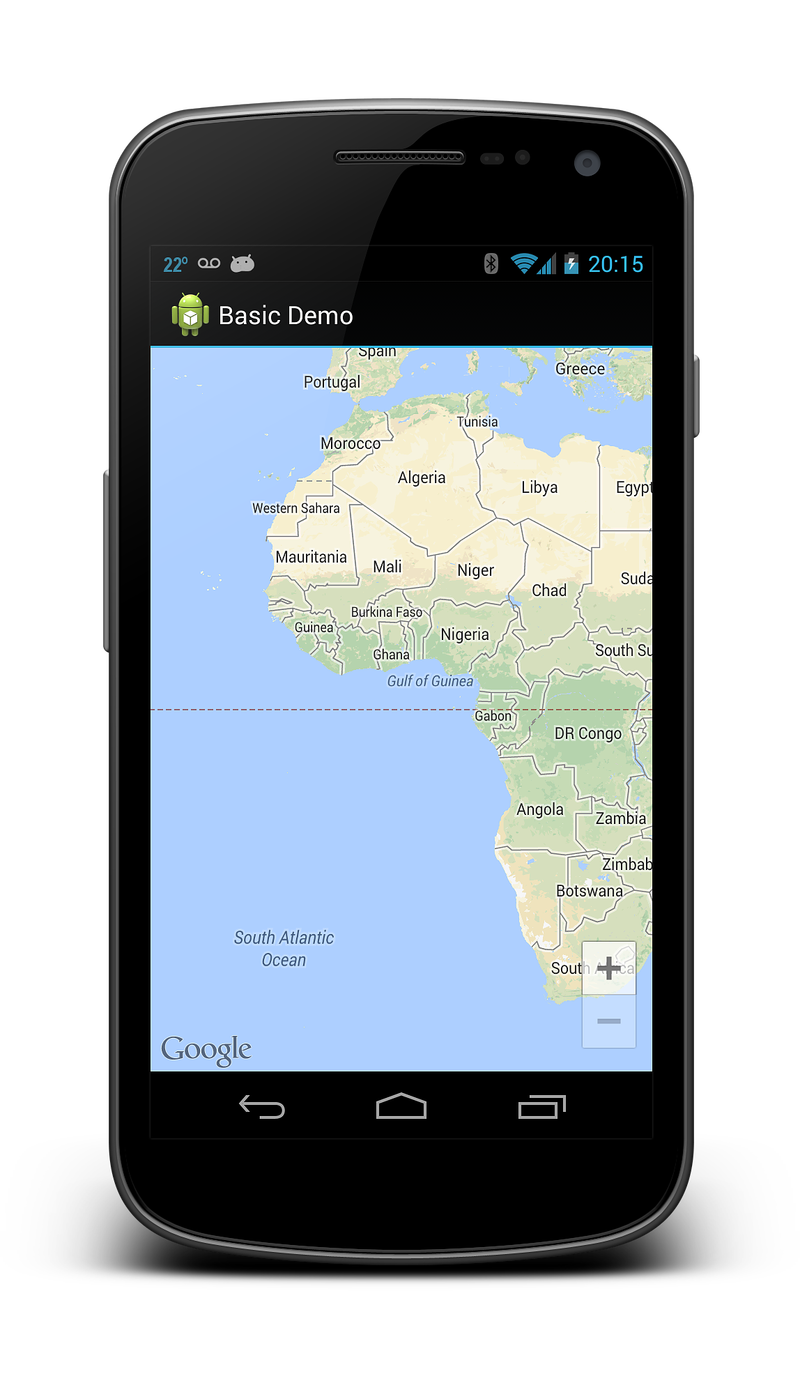 22° 20:15
Basic Demo
Spain
Portugal
Greece
Tunisia
Morocco
Algeria
Libya
Egypt
Western Sahara
Mauritania
Mali
Niger
Suda
Chad
Burkina Faso
Guinea
Nigeria
Ghana
South Su
Gulf of Guinea
Gabon
DR Congo
Angola
Zambia
Zimbab
Botswana
South Atlantic
Ocean
South Africa
Google